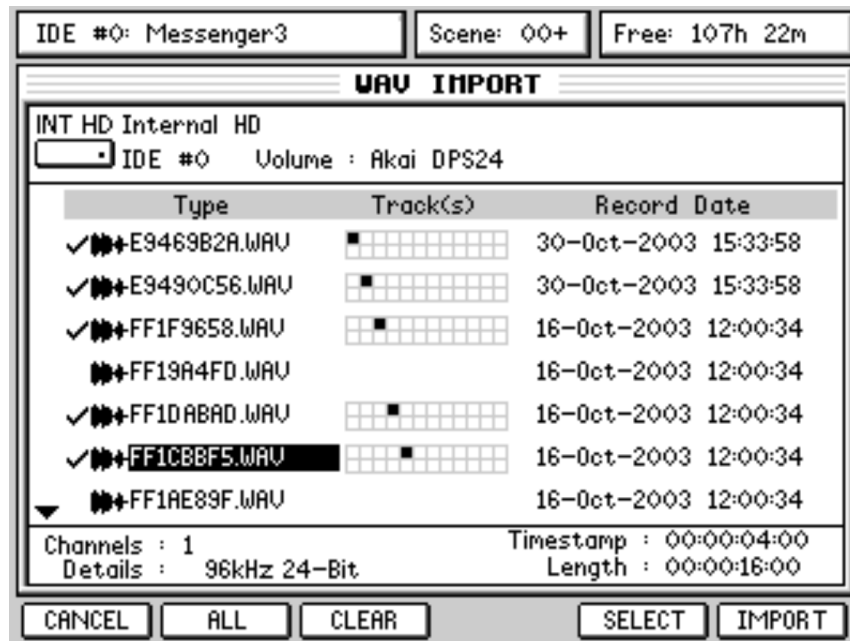 IDE #0: Messenger3 Scene: 00+ Free: 107h 22m
WAV IMPORT
INT HD Internal HD
IDE #0 Volume : Akai DPS24
Type Track(s) Record Date
E9469B2A.WAV 30-Oct-2003 15:33:58
E9490C56.WAV 30-Oct-2003 15:33:58
FF1F9658.WAV 16-Oct-2003 12:00:34
FF19A4FD.WAV 16-Oct-2003 12:00:34
FF1DABAD.WAV 16-Oct-2003 12:00:34
FF1CBBF5.WAV 16-Oct-2003 12:00:34
FF1AE89F.WAV 16-Oct-2003 12:00:34
Channels : 1 Timestamp : 00:00:04:00
Details : 96kHz 24-Bit Length : 00:00:16:00
CANCEL ALL CLEAR SELECT IMPORT